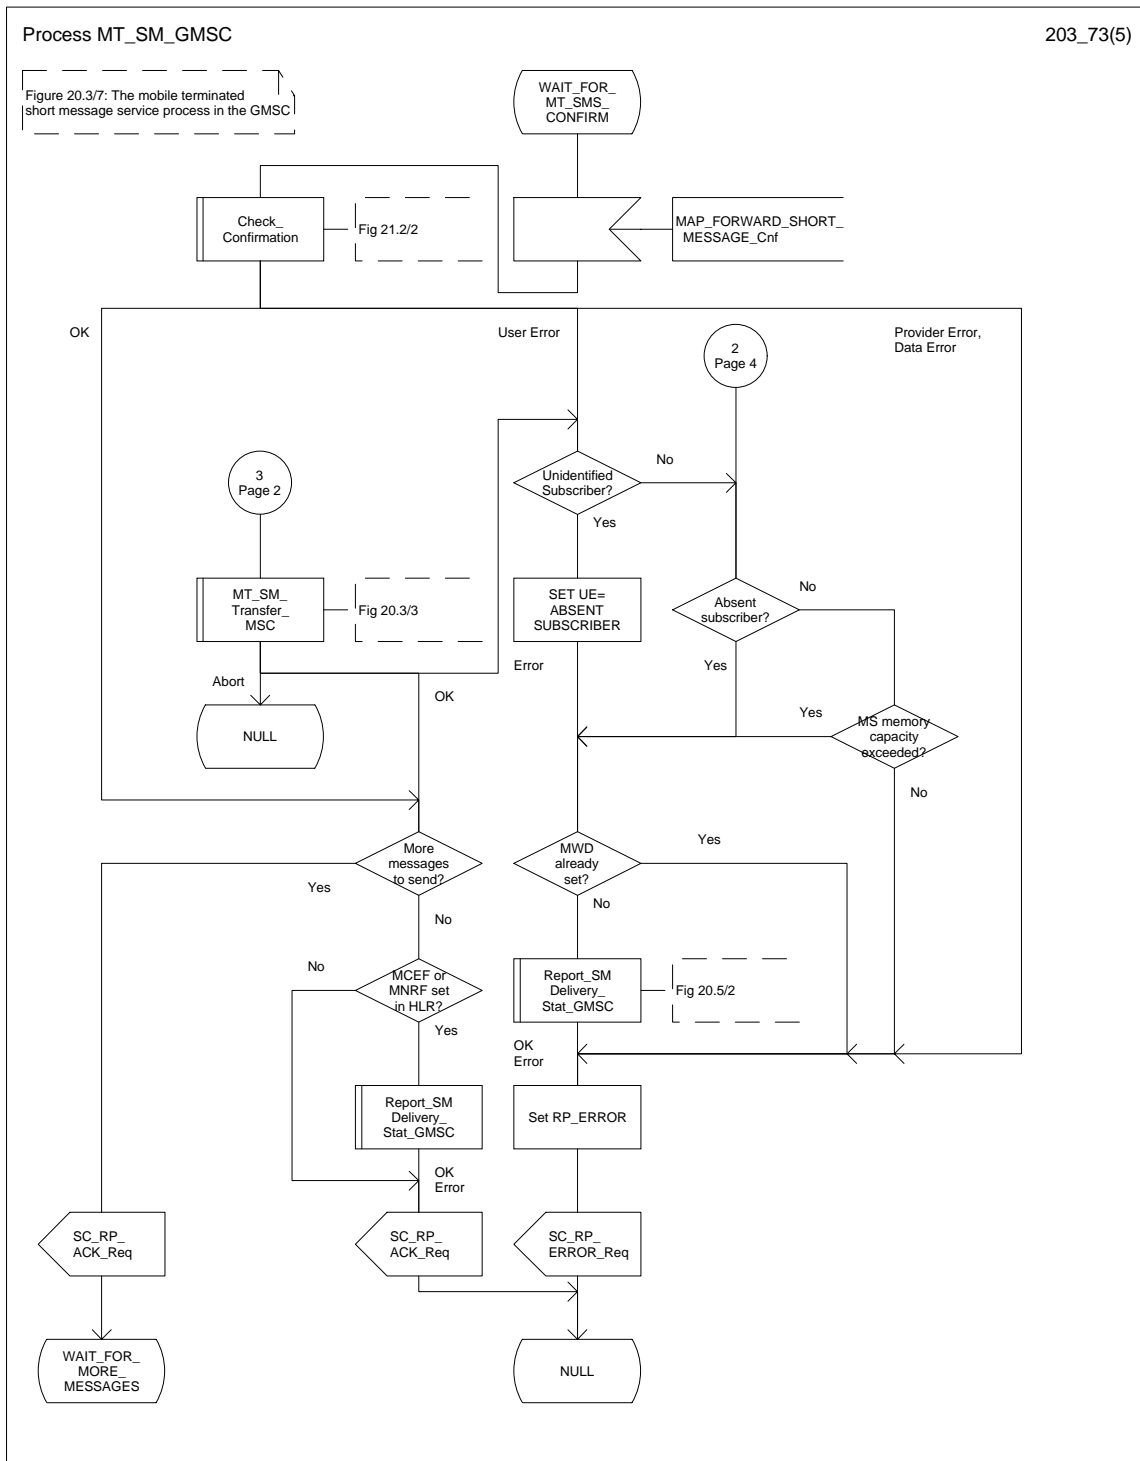 Process MT_SM_GMSC
203_73(5)
Figure 20.3/7: The mobile terminated
short message service process in the GMSC
WAIT_FOR_
MT_SMS_
CONFIRM
Check_
Confirmation
Fig 21.2/2
MAP_FORWARD_SHORT_
MESSAGE_Cnf
OK
User Error
Provider Error,
Data Error
2
Page 4
3
Page 2
Unidentified
Subscriber?
No
Yes
MT_SM_
Transfer_
MSC
Fig 20.3/3
SET UE=
ABSENT
SUBSCRIBER
Absent
subscriber?
No
Yes
Error
Abort
OK
NULL
Yes
MS memory
capacity
exceeded?
No
More
messages
to send?
Yes
No
MWD
already
set?
Yes
No
No
MCEF or
MNRF set
in HLR?
Yes
Report_SM
Delivery_
Stat_GMSC
Fig 20.5/2
OK
Error
Report_SM
Delivery_
Stat_GMSC
Set RP_ERROR
OK
Error
SC_RP_
ACK_Req
SC_RP_
ACK_Req
SC_RP_
ERROR_Req
WAIT_FOR_
MORE_
MESSAGES
NULL